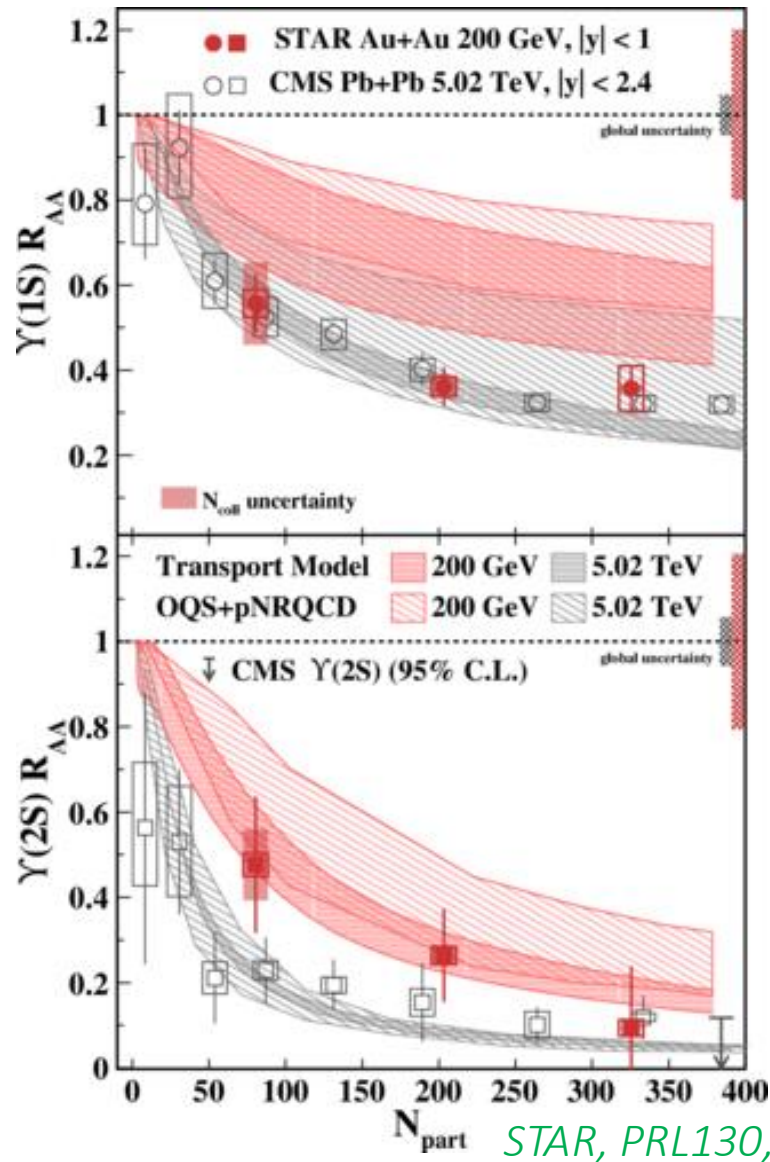 STAR Au+Au 200 GeV, |y| < 1
CMS Pb+Pb 5.02 TeV, |y| < 2.4
global uncertainty
1.2
1
0.8
0.6
0.4
0.2
ϒ(1S) R_AA
N_coll uncertainty
Transport Model 200 GeV 5.02 TeV
OQS+pNRQCD 200 GeV 5.02 TeV
global uncertainty
CMS ϒ(2S) (95% C.L.)
1.2
1
0.8
0.6
0.4
0.2
0
ϒ(2S) R_AA
0 50 100 150 200 250 300 350 400
N_part
STAR, PRL130,